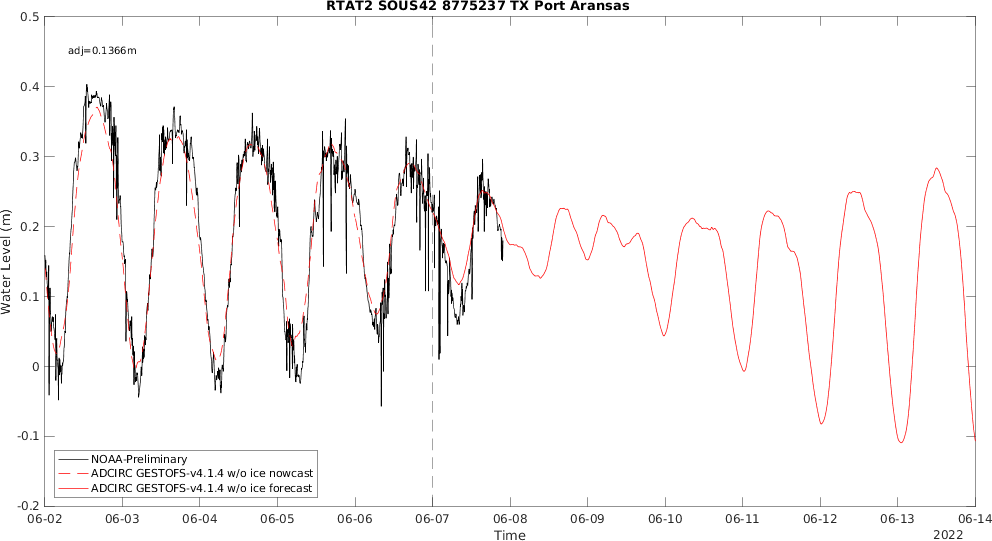 RTAT2 SOUS42 8775237 TX Port Aransas
adj=0.1366m
0.5
0.4
0.3
0.2
0.1
0
-0.1
-0.2
Water Level (m)
NOAA-Preliminary
ADCIRC GESTOFS-v4.1.4 w/o ice nowcast
ADCIRC GESTOFS-v4.1.4 w/o ice forecast
06-02 06-03 06-04 06-05 06-06 06-07 06-08 06-09 06-10 06-11 06-12 06-13 06-14
Time
2022